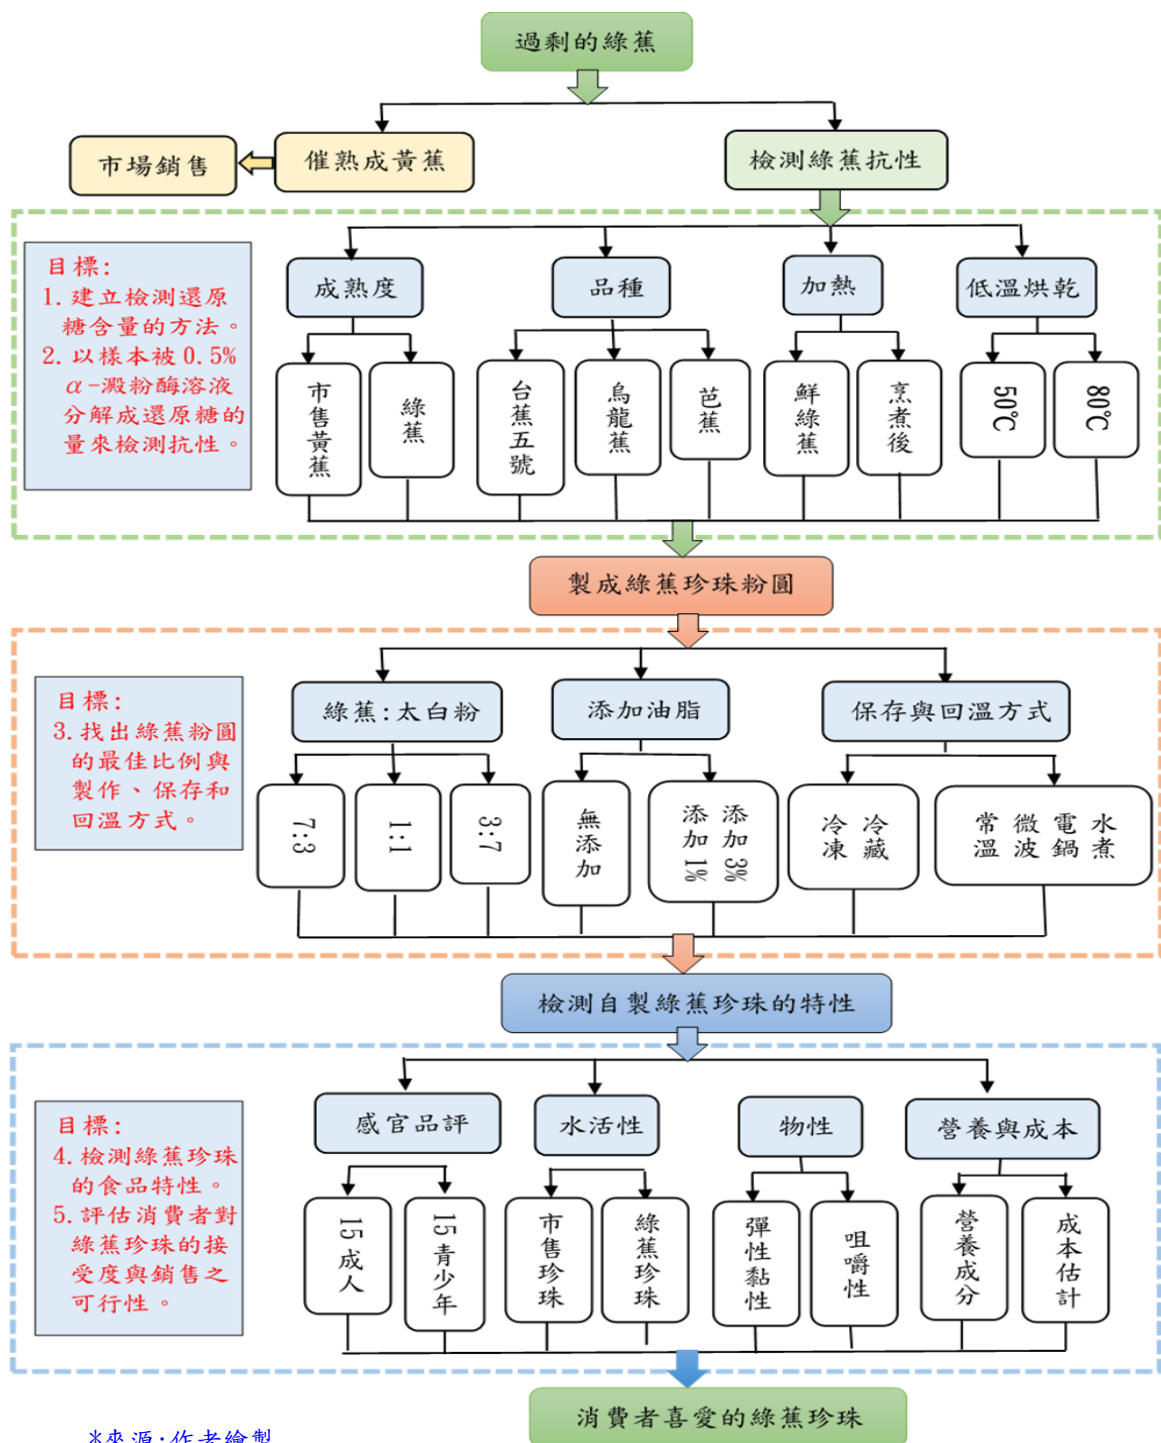 過剩的綠蕉
市場銷售
催熟成黃蕉
檢測綠蕉抗性
目標:
1. 建立檢測還原
糖含量的方法。
2. 以樣本被 0.5%
α-澱粉酶溶液
分解成還原糖的
量來檢測抗性。
成熟度
品種
加熱
低溫烘乾
市售黃蕉
綠蕉
台蕉五號
烏龍蕉
芭蕉
鮮綠蕉
烹煮後
50℃
80℃
製成綠蕉珍珠粉圓
目標:
3. 找出綠蕉粉圓
的最佳比例與
製作、保存和
回溫方式。
綠蕉:太白粉
添加油脂
保存與回溫方式
7:3
1:1
3:7
無添加
添加 3%
添加 1%
冷藏
冷凍
水煮
電鍋
微波
常溫
檢測自製綠蕉珍珠的特性
目標:
4. 檢測綠蕉珍珠
的食品特性。
5. 評估消費者對
綠蕉珍珠的接
受度與銷售之
可行性。
感官品評
水活性
物性
營養與成本
15 成人
15 青少年
市售珍珠
綠蕉珍珠
彈性黏性
咀嚼性
營養成分
成本估計
消費者喜愛的綠蕉珍珠
*來源:作者繪製